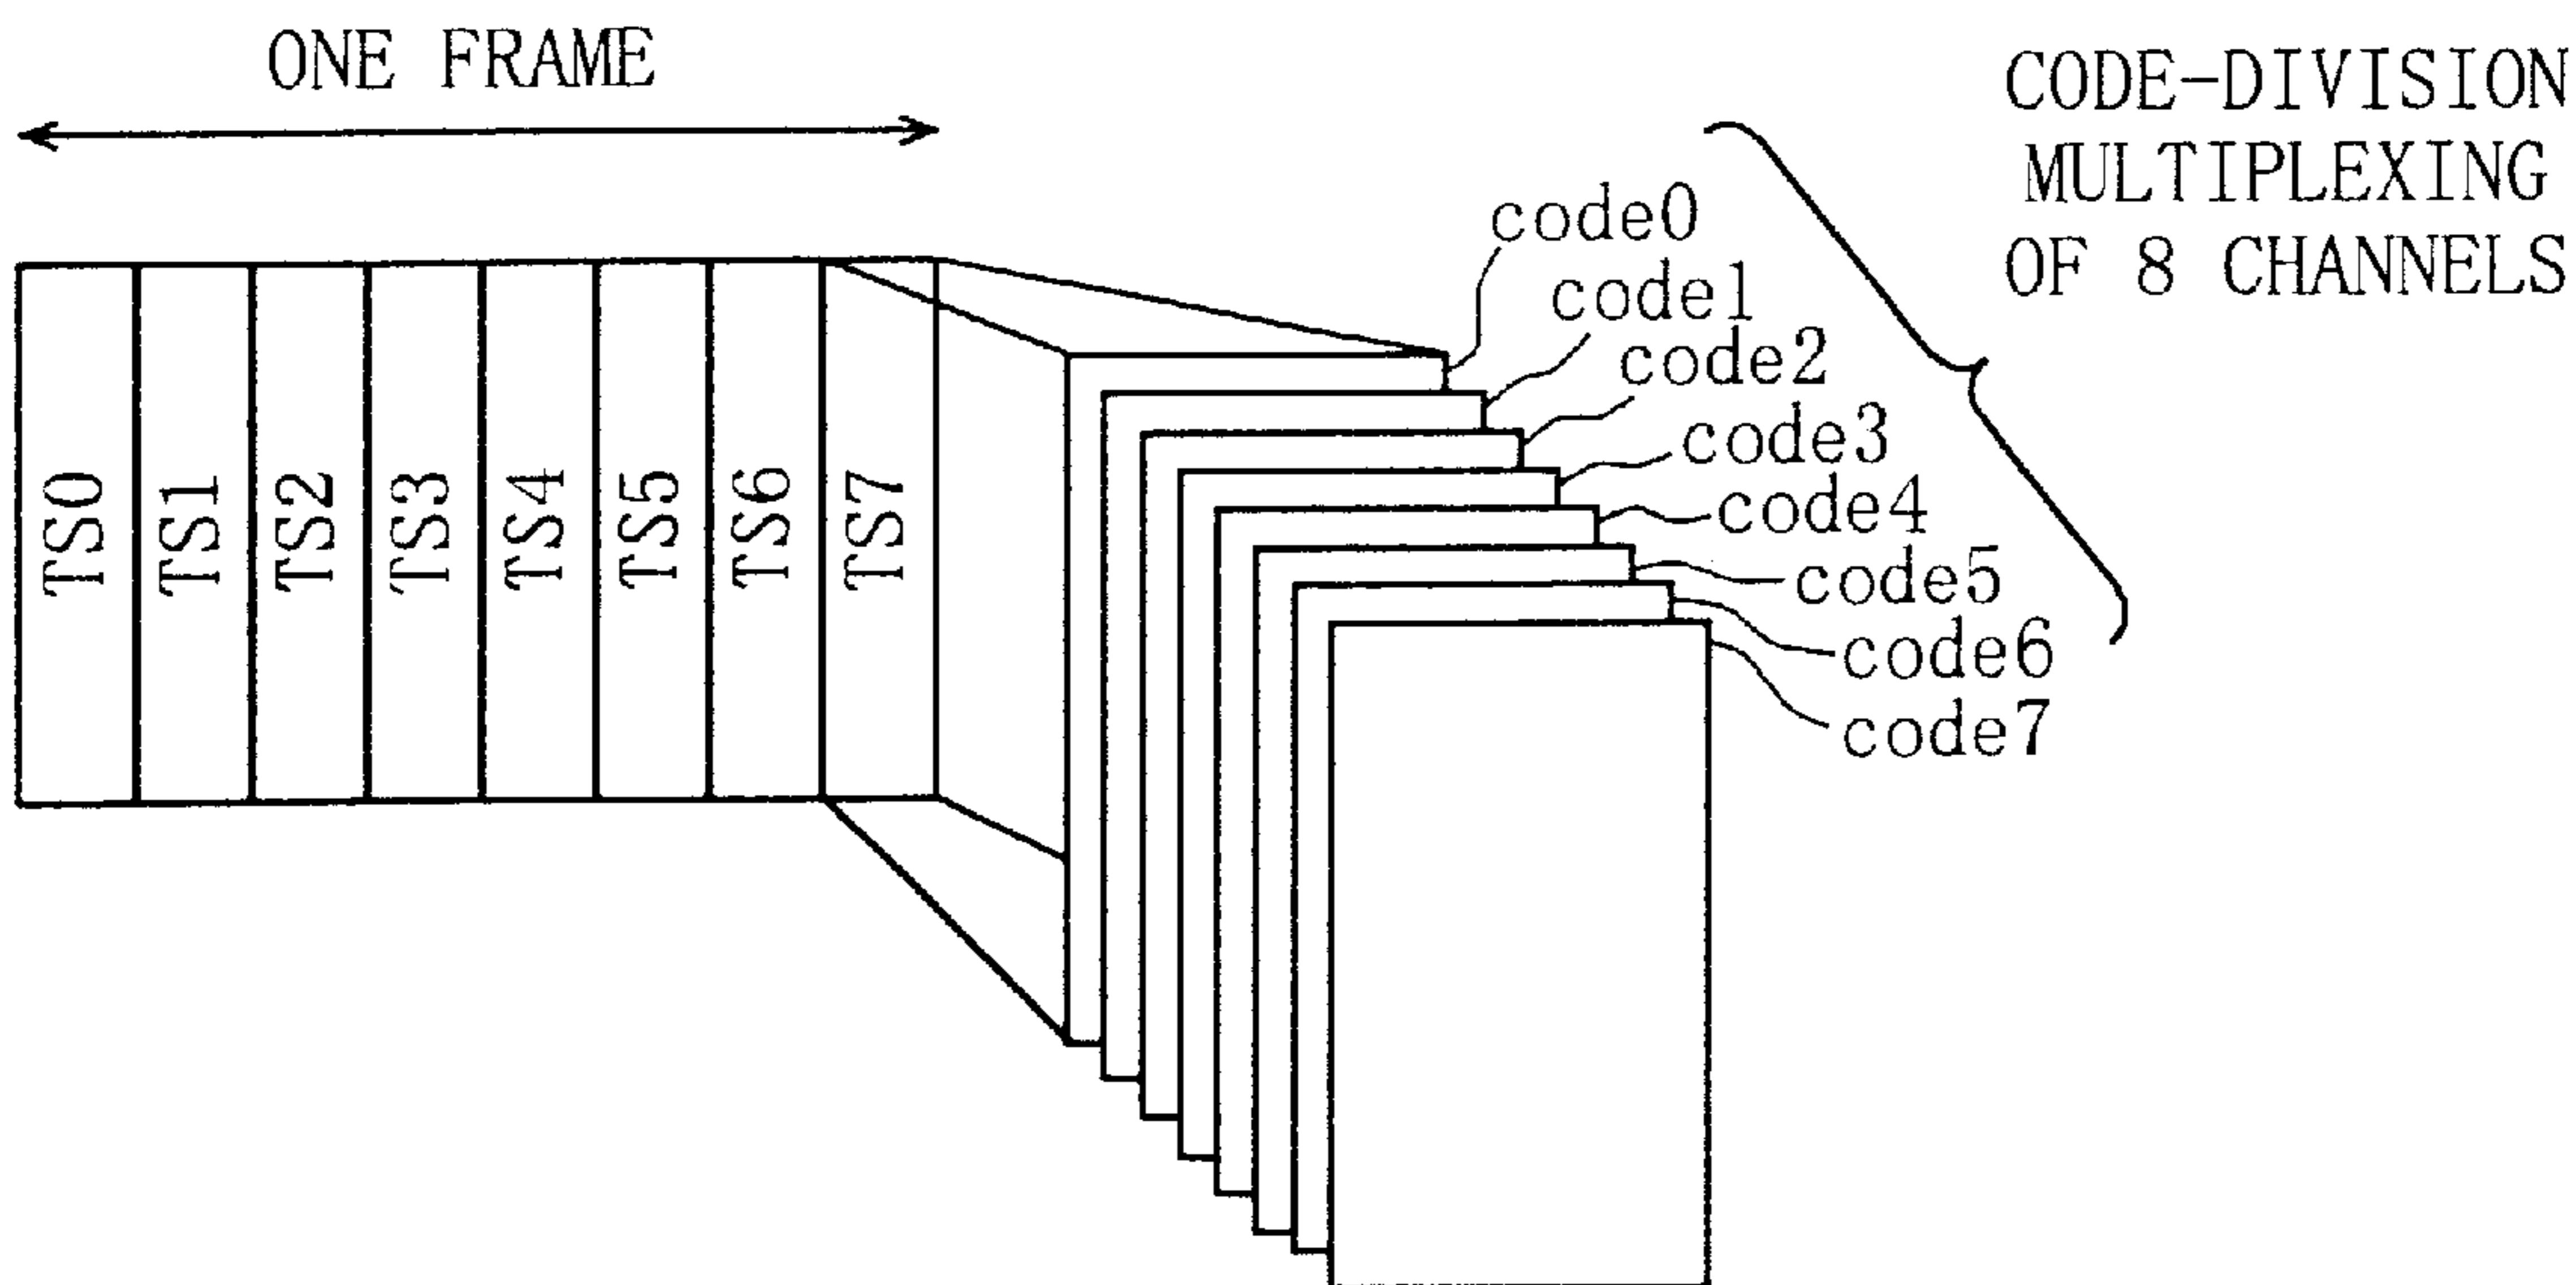 ONE FRAME
CODE-DIVISION
MULTIPLEXING
OF 8 CHANNELS
code0
code1
code2
code3
code4
code5
code6
code7
TS0
TS1
TS2
TS3
TS4
TS5
TS6
TS7